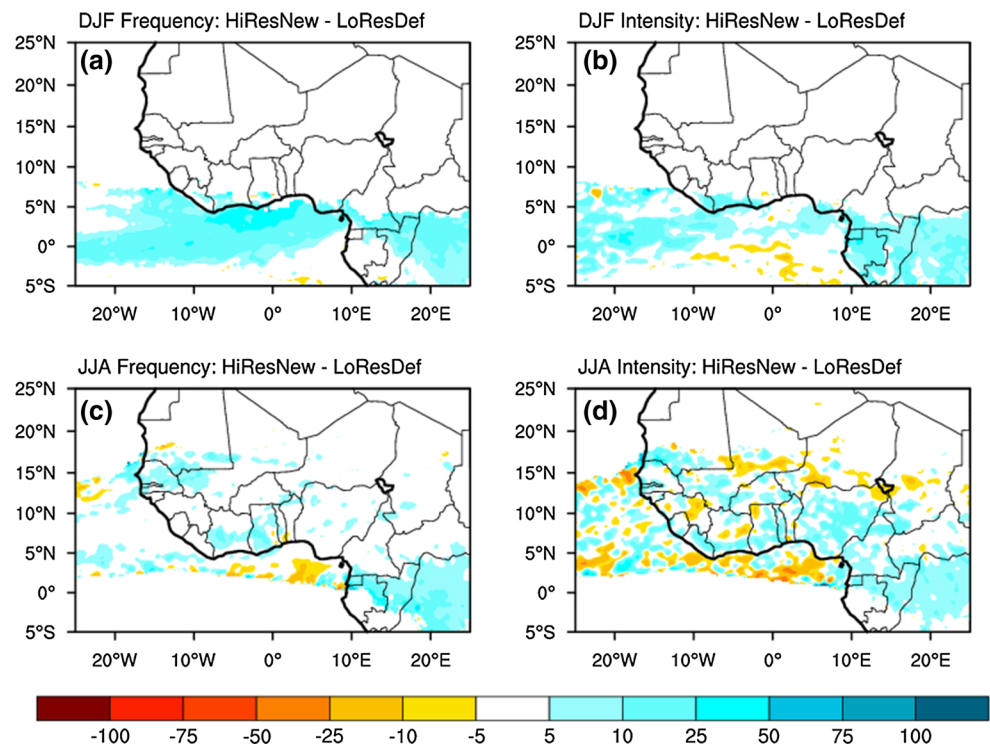 DJF Frequency: HiResNew - LoResDef
DJF Intensity: HiResNew - LoResDef
(a)
(b)
25°N
20°N
15°N
10°N
5°N
0°
5°S
25°N
20°N
15°N
10°N
5°N
0°
5°S
20°W 10°W 0° 10°E 20°E
20°W 10°W 0° 10°E 20°E
JJA Frequency: HiResNew - LoResDef
JJA Intensity: HiResNew - LoResDef
(c)
(d)
25°N
20°N
15°N
10°N
5°N
0°
5°S
25°N
20°N
15°N
10°N
5°N
0°
5°S
20°W 10°W 0° 10°E 20°E
20°W 10°W 0° 10°E 20°E
-100 -75 -50 -25 -10 -5 5 10 25 50 75 100